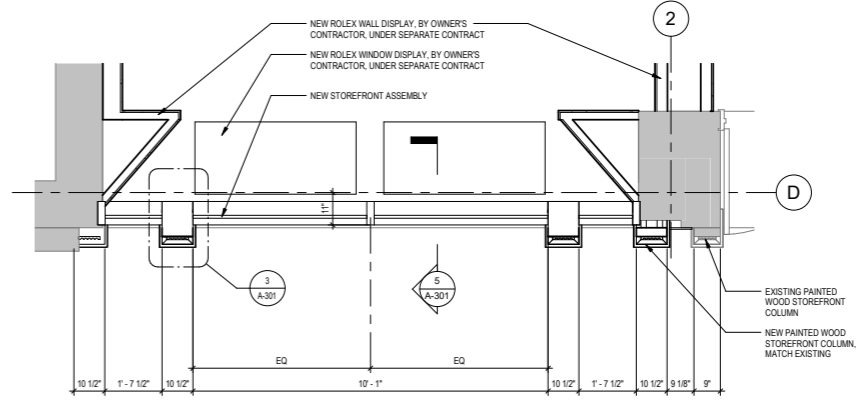 NEW ROLEX WALL DISPLAY, BY OWNER'S
CONTRACTOR, UNDER SEPARATE CONTRACT
2
NEW ROLEX WINDOW DISPLAY, BY OWNER'S
CONTRACTOR, UNDER SEPARATE CONTRACT
NEW STOREFRONT ASSEMBLY
D
11"
3
A-301
5
A-301
EXISTING PAINTED
WOOD STOREFRONT
COLUMN
NEW PAINTED WOOD
STOREFRONT COLUMN,
MATCH EXISTING
EQ
EQ
10 1/2"
1' - 7 1/2"
10 1/2"
10' - 1"
10 1/2"
1' - 7 1/2"
10 1/2"
9 1/8"
9"